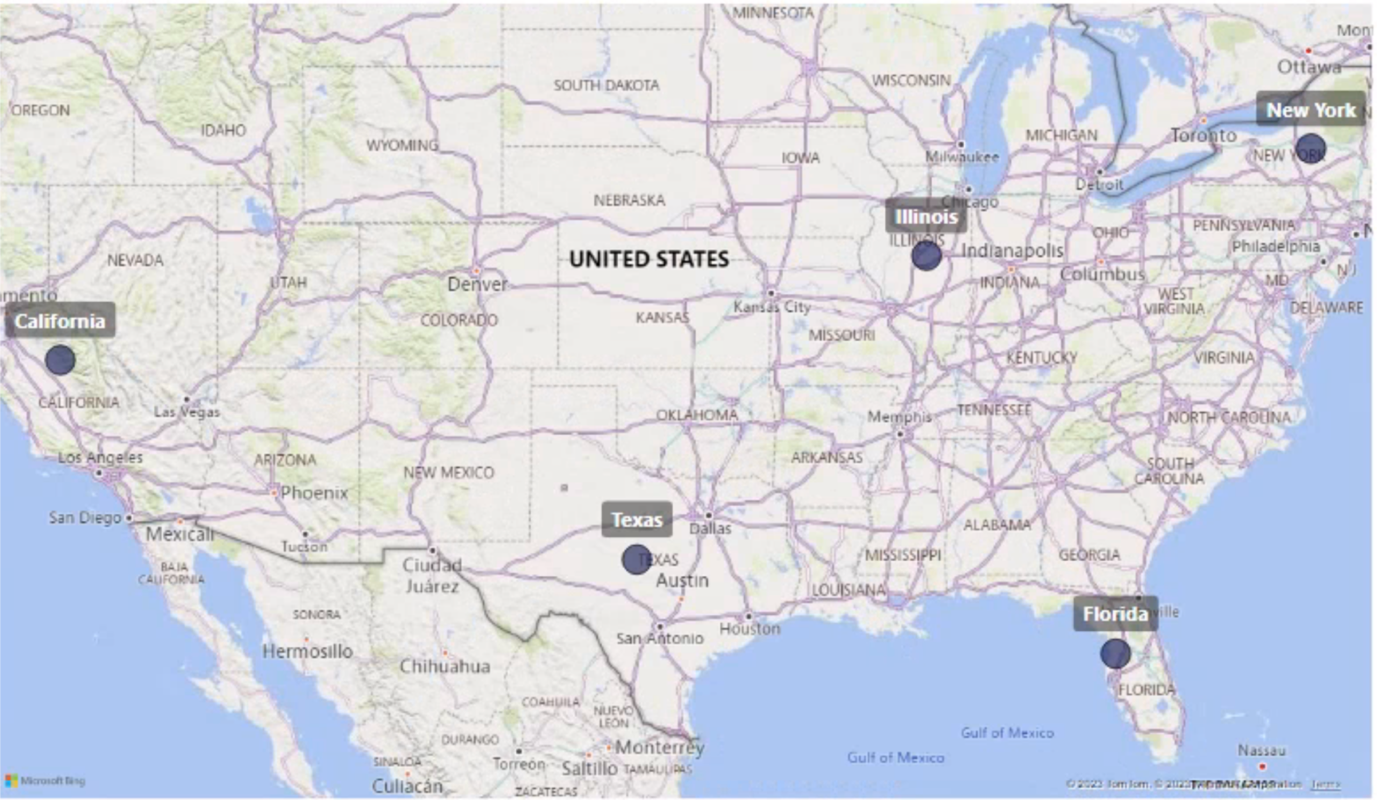 MINNESOTA
Mon
Ottawa
WISCONSIN
SOUTH DAKOTA
OREGON
New York
IDAHO
MICHIGAN
Toronto
WYOMING
IOWA
Milwaukee
NEW YORK
Detroit
NEBRASKA
Chicago
Illinois
ILLINOIS
PENNSYLVANIA
OHIO
Philadelphia
N
NEVADA
UNITED STATES
Indianapolis
Columbus
NJ
UTAH
Denver
INDIANA
MD
amento
Kansas City
WEST
VIRGINIA
DELAWARE
California
COLORADO
KANSAS
MISSOURI
KENTUCKY
VIRGINIA
CALIFORNIA
Las Vegas
OKLAHOMA
Memphis
TENNESSEE
NORTH CAROLINA
Los Angeles
ARIZONA
NEW MEXICO
ARKANSAS
SOUTH
CAROLINA
Phoenix
San Diego
Mexicali
Texas
Dallas
ALABAMA
Tucson
Ciudad
Juárez
TEXAS
MISSISSIPPI
GEORGIA
BAJA
CALIFORNIA
Austin
LOUISIANA
SONORA
Florida
ville
San Antonio
Houston
Hermosillo
Chihuahua
FLORIDA
COAHUILA
NUEVO
LEÓN
DURANGO
Gulf of Mexico
Gulf of Mexico
Monterrey
Nassau
SINALOA
Torreón
Saltillo
TAMAULIPAS
Microsoft Bing
Culiacán
ZACATECAS
© 2023 TomTom, © 2023
Terms